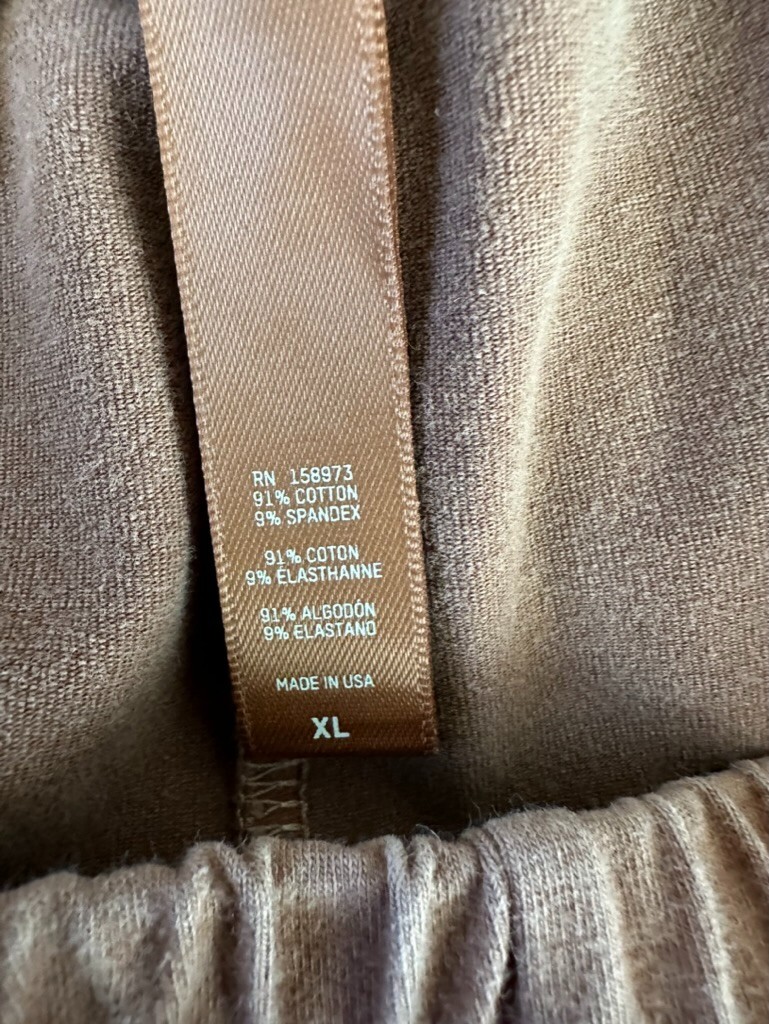 RN 158973
91% COTTON
9% SPANDEX
91% COTON
9% ÉLASTHANNE
91% ALGODÓN
9% ELASTANO
MADE IN USA
XL